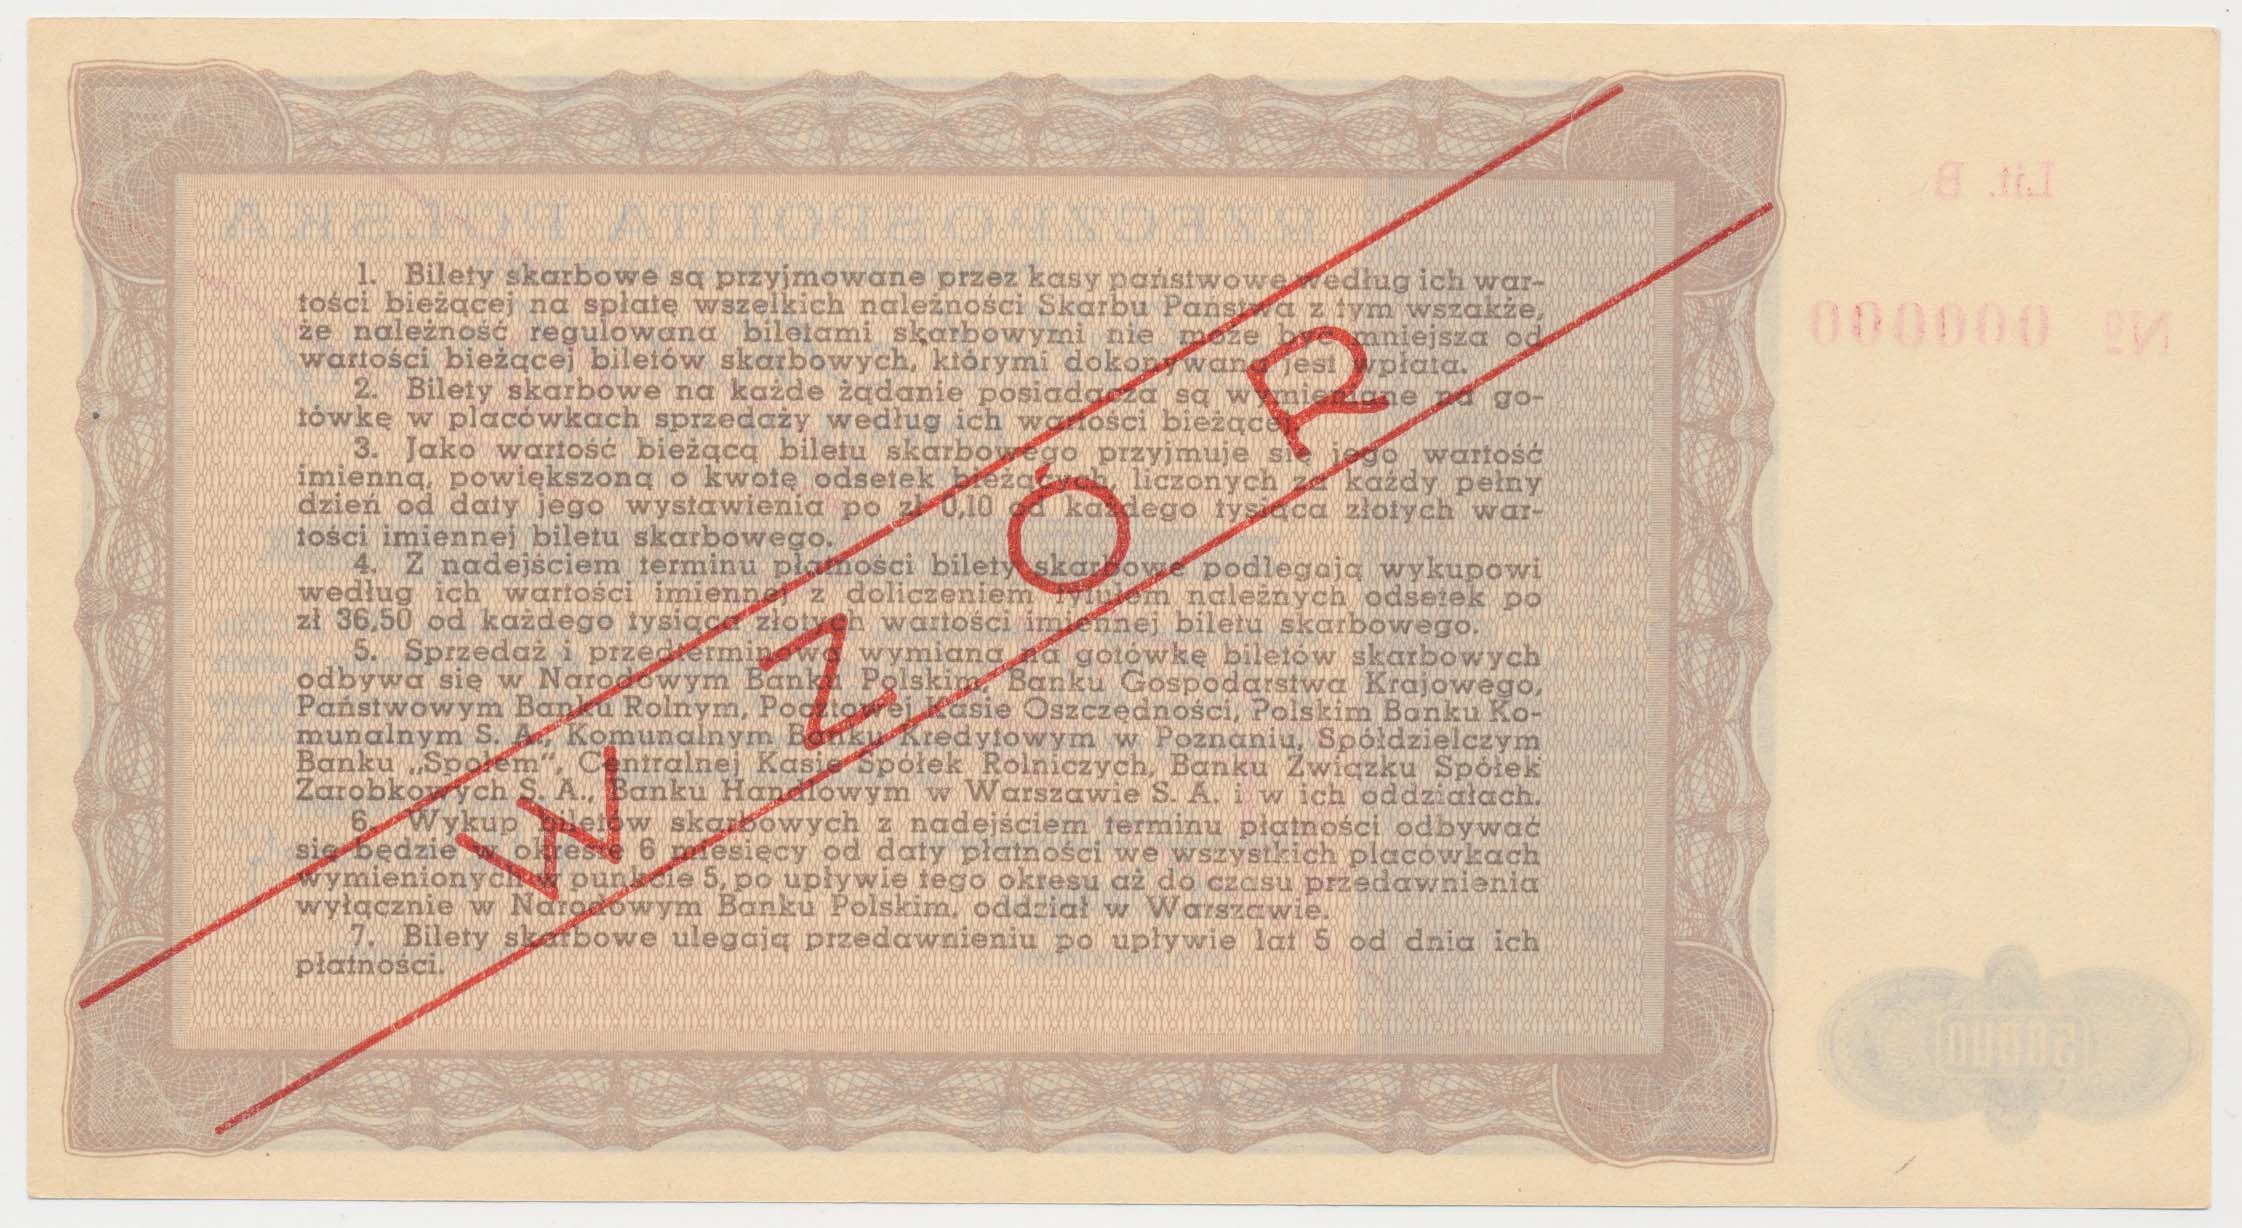 1. Bilety skarbowe są przyjmowane przez kasy państwowe według ich war-
tości bieżącej na spłatę wszelkich należności Skarbu Państwa z tym wszakże,
że należność regulowana biletami skarbowymi nie może być mniejsza od
wartości bieżącej biletów skarbowych, którymi dokonywana jest wpłata.
2. Bilety skarbowe na każde żądanie posiadacza są wymieniane na go-
tówkę w placówkach sprzedaży według ich wartości bieżącej.
3. Jako wartość bieżącą biletu skarbowego przyjmuje się jego wartość
imienną, powiększoną o kwotę odsetek bieżących, liczonych za każdy pełny
dzień od daty jego wystawienia po zł 0,10 od każdego tysiąca złotych war-
tości imiennej biletu skarbowego.
4. Z nadejściem terminu płatności bilety skarbowe podlegają wykupowi
według ich wartości imiennej z doliczeniem tytułem należnych odsetek po
zł 36,50 od każdego tysiąca złotych wartości imiennej biletu skarbowego.
5. Sprzedaż i przedterminowa wymiana na gotówkę biletów skarbowych
odbywa się w Narodowym Banku Polskim, Banku Gospodarstwa Krajowego,
Państwowym Banku Rolnym, Pocztowej Kasie Oszczędności, Polskim Banku Ko-
munalnym S. A., Komunalnym Banku Kredytowym w Poznaniu, Spółdzielczym
Banku „Społem“, Centralnej Kasie Spółek Rolniczych, Banku Związku Spółek
Zarobkowych S. A., Banku Handlowym w Warszawie S. A. i w ich oddziałach.
6. Wykup biletów skarbowych z nadejściem terminu płatności odbywać
się będzie w okresie 6 miesięcy od daty płatności we wszystkich placówkach
wymienionych w punkcie 5, po upływie tego okresu aż do czasu przedawnienia
wyłącznie w Narodowym Banku Polskim, oddział w Warszawie.
7. Bilety skarbowe ulegają przedawnieniu po upływie lat 5 od dnia ich
płatności.
WZÓR
Lit. B
№ 000000
50000
RZECZPOSPOLITA POLSKA